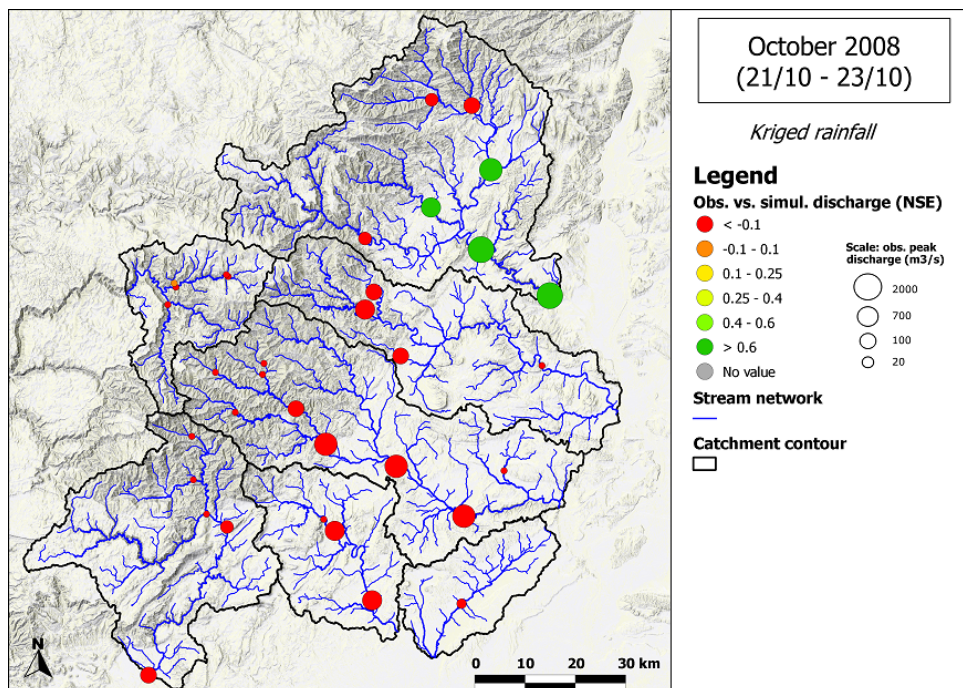 October 2008
(21/10 - 23/10)
Kriged rainfall
Legend
Obs. vs. simul. discharge (NSE)
< -0.1
-0.1 - 0.1
0.1 - 0.25
0.25 - 0.4
0.4 - 0.6
> 0.6
No value
Scale: obs. peak
discharge (m3/s)
2000
700
100
20
Stream network
Catchment contour
N
0 10 20 30 km